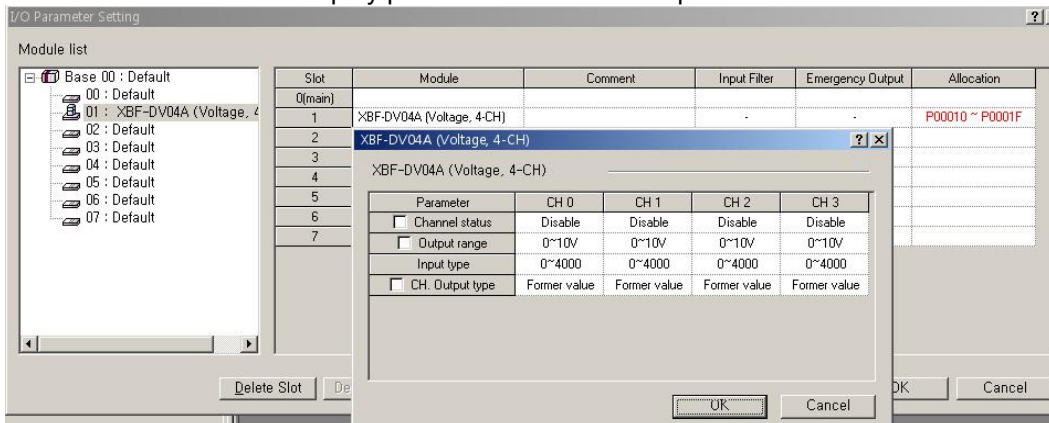 I/O Parameter Setting
Module list
Base 00 : Default
00 : Default
01 : XBF-DV04A (Voltage, 4
02 : Default
03 : Default
04 : Default
05 : Default
06 : Default
07 : Default
Slot Module Comment Input Filter Emergency Output Allocation
0(main)
1 XBF-DV04A (Voltage, 4-CH) - - P00010 ~ P0001F
2
3
4
5
6
7
XBF-DV04A (Voltage, 4-CH)
XBF-DV04A (Voltage, 4-CH)
Parameter CH 0 CH 1 CH 2 CH 3
Channel status Disable Disable Disable Disable
Output range 0~10V 0~10V 0~10V 0~10V
Input type 0~4000 0~4000 0~4000 0~4000
CH. Output type Former value Former value Former value Former value
Delete Slot De OK Cancel
OK Cancel